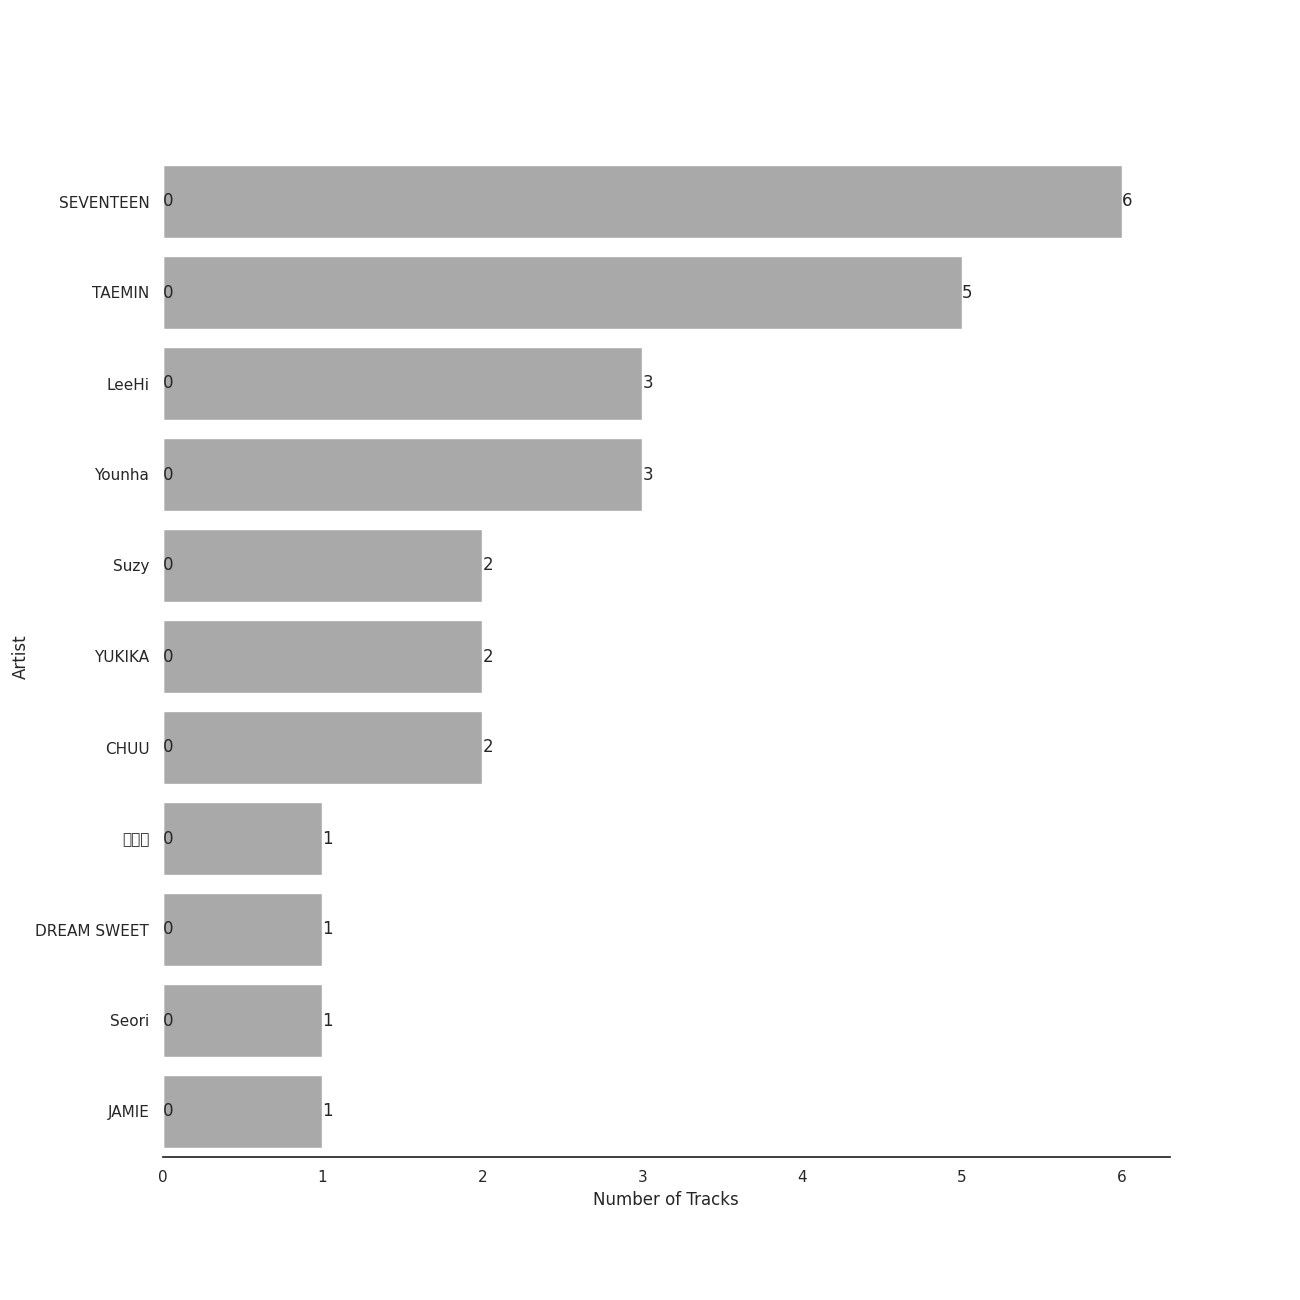 SEVENTEEN 0 6
TAEMIN 0 5
LeeHi 0 3
Younha 0 3
Suzy 0 2
YUKIKA 0 2
CHUU 0 2
0 1
DREAM SWEET 0 1
Seori 0 1
JAMIE 0 1
0 1 2 3 4 5 6
Number of Tracks
Artist